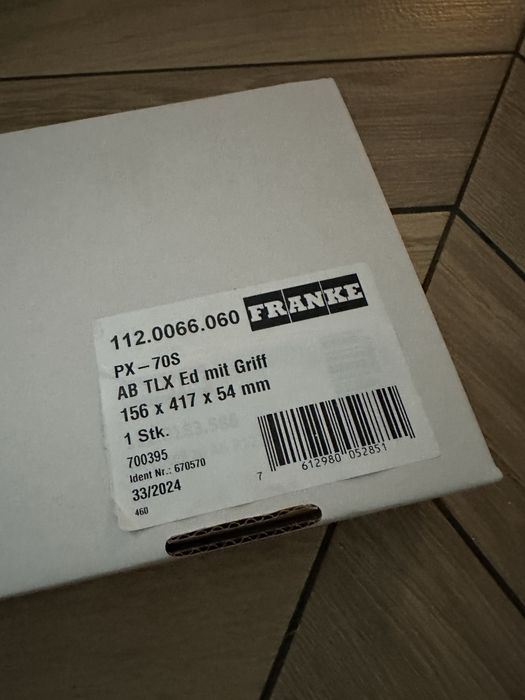 112.0066.060 FRANKE
PX-70S
AB TLX Ed mit Griff
156 x 417 x 54 mm
1 Stk.
700395
Ident Nr.: 670570
33/2024
460
7 612980 052851